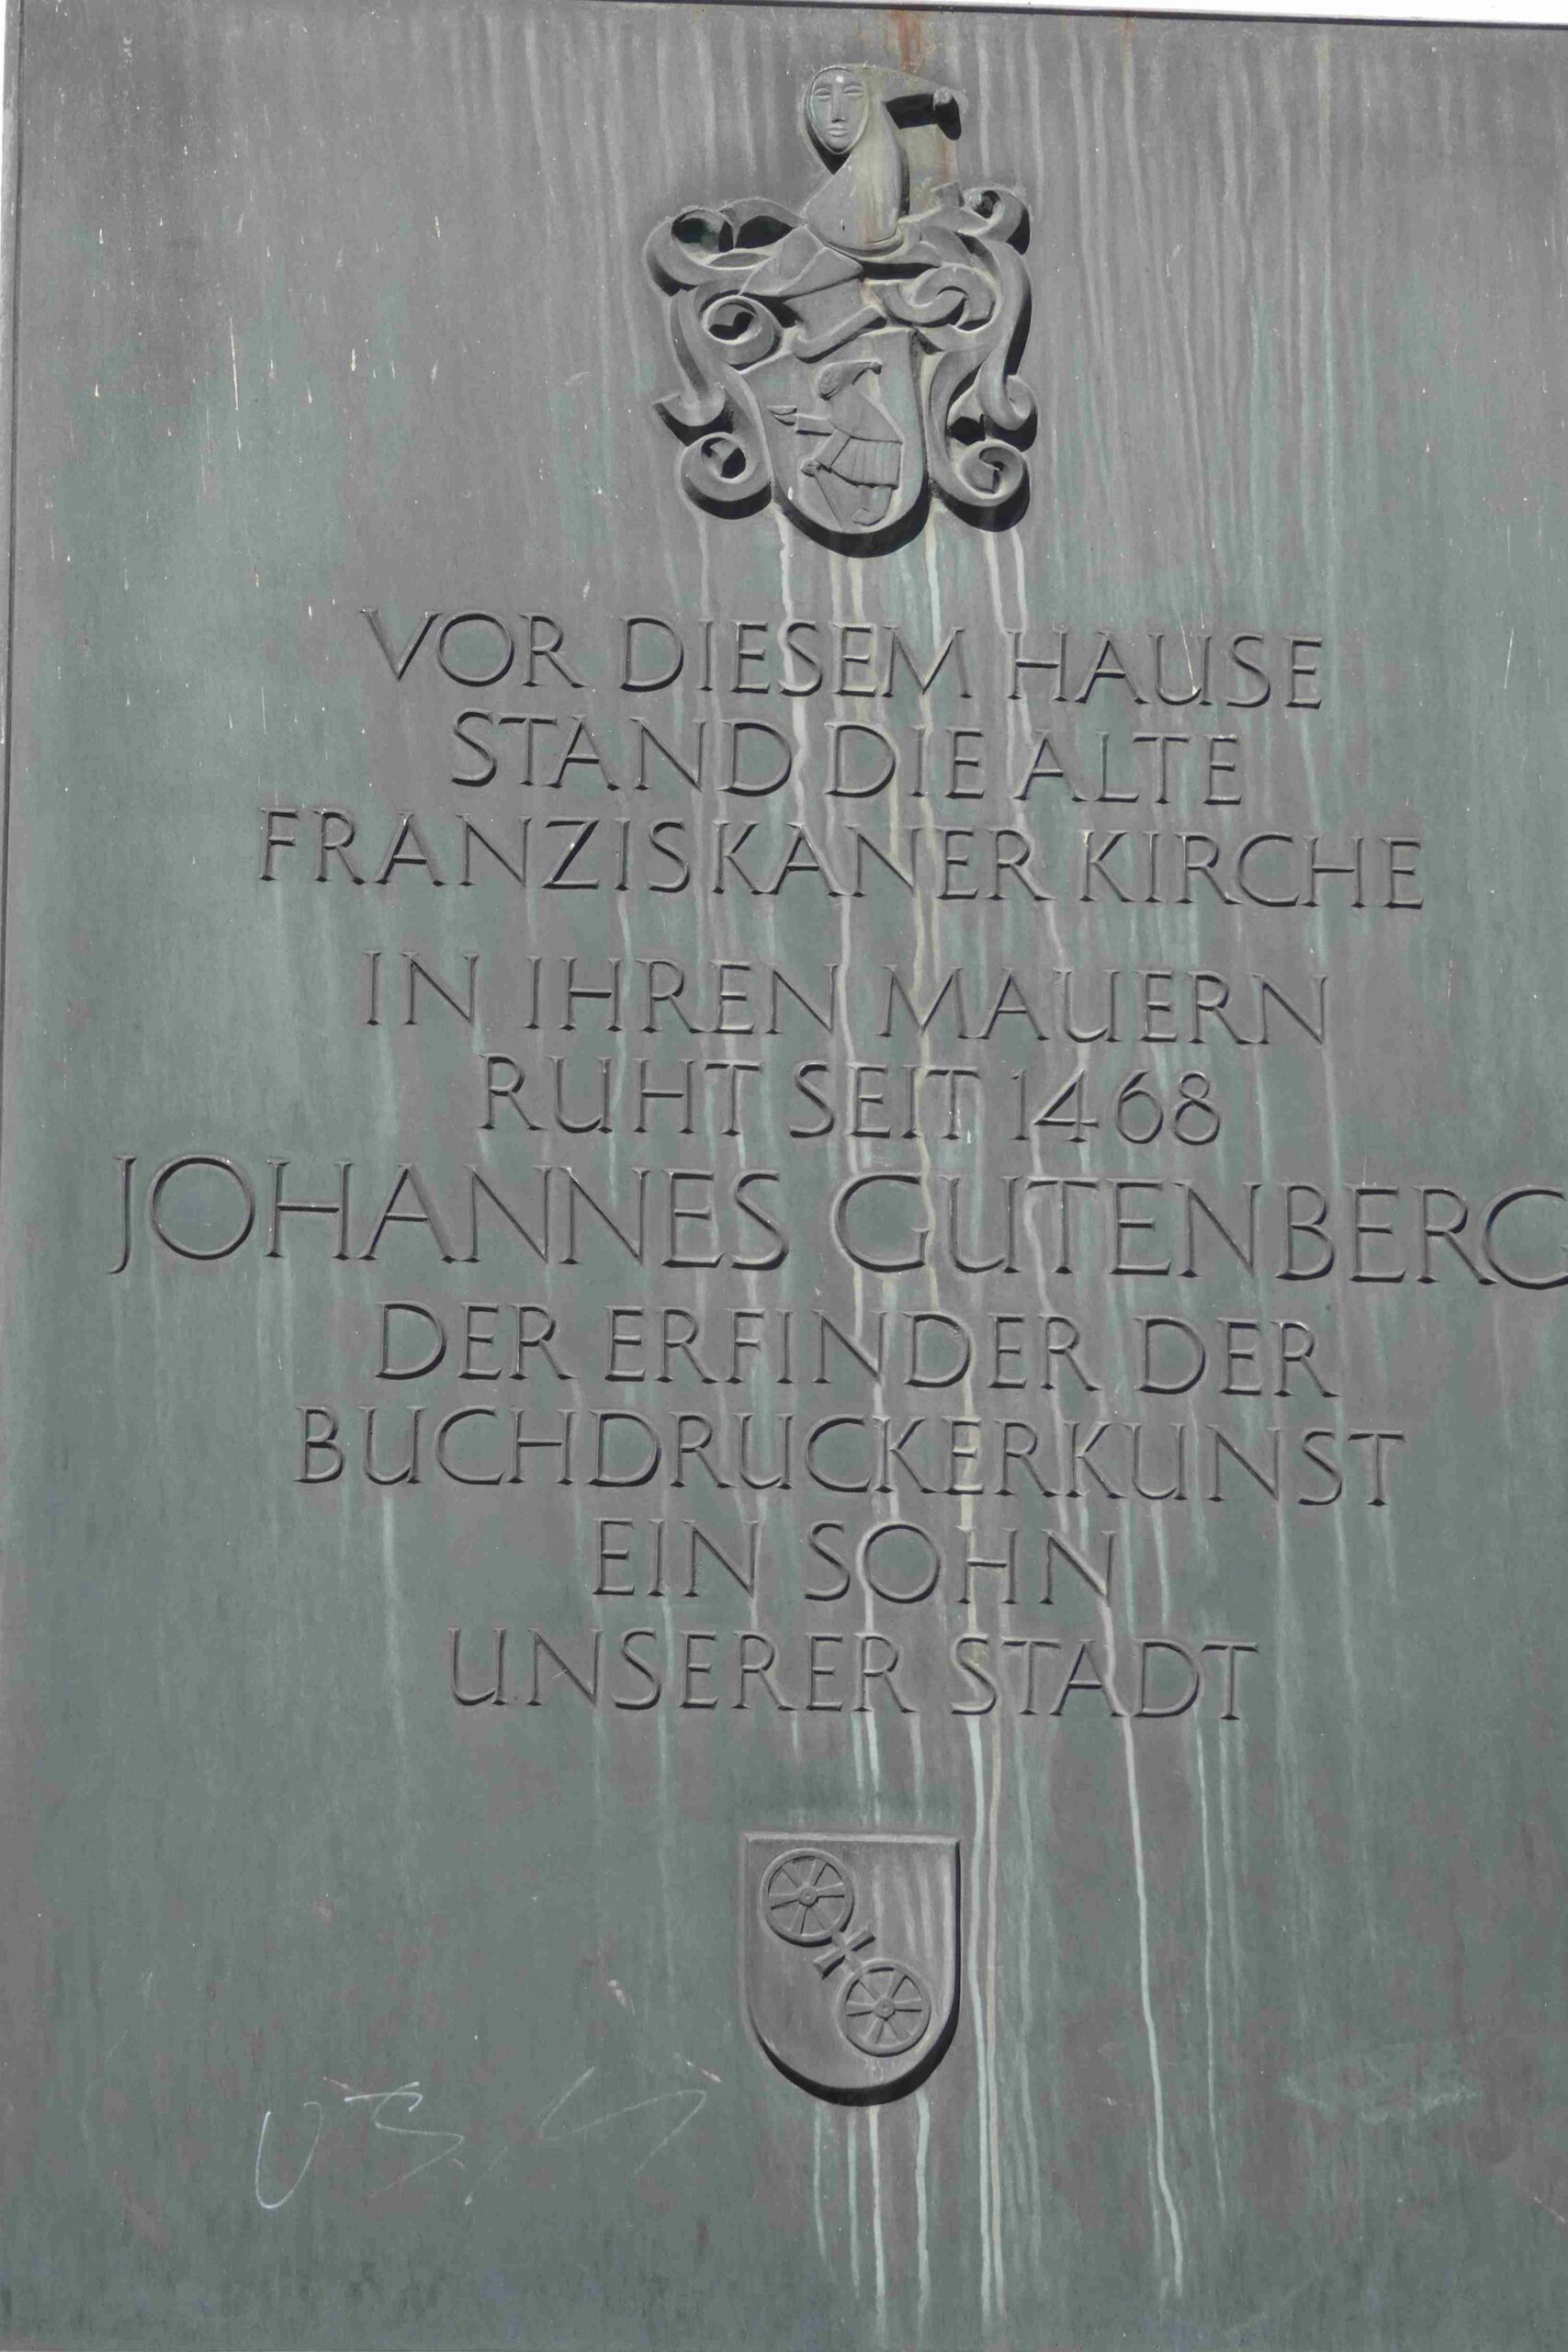 VOR DIESEM HAUSE
STAND DIE ALTE
FRANZISKANER KIRCHE
IN IHREN MAUERN
RUHT SEIT 1468
JOHANNES GUTENBERG
DER ERFINDER DER
BUCHDRUCKERKUNST
EIN SOHN
UNSERER STADT